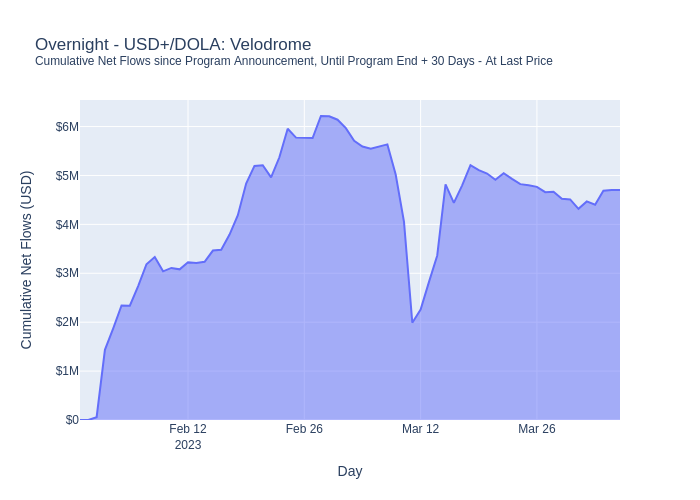 Overnight - USD+/DOLA: Velodrome
Cumulative Net Flows since Program Announcement, Until Program End + 30 Days - At Last Price
Cumulative Net Flows (USD)
$6M
$5M
$4M
$3M
$2M
$1M
$0
Feb 12
2023
Feb 26
Mar 12
Mar 26
Day